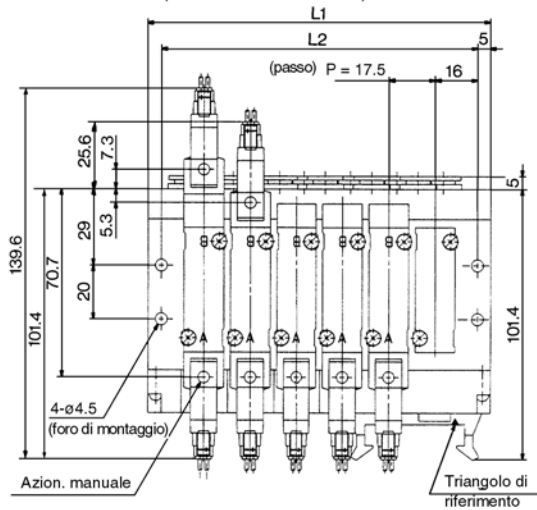 L1
L2
5
(passo) P = 17.5
16
25.6
7.3
5.3
5
139.6
101.4
70.7
29
20
101.4
B
B
B
B
B
A
A
A
A
A
4-ø4.5
(foro di montaggio)
Azion. manuale
Triangolo di
riferimento